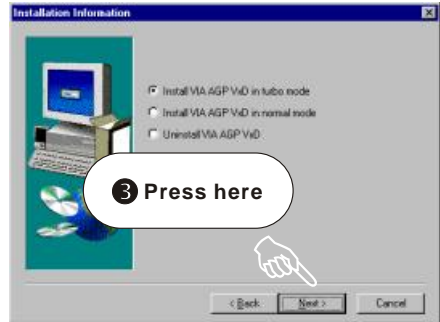 Installation Information
Install VIA AGP VxD in turbo mode
Install VIA AGP VxD in normal mode
Uninstall VIA AGP VxD
❸ Press here
< Back
Next >
Cancel